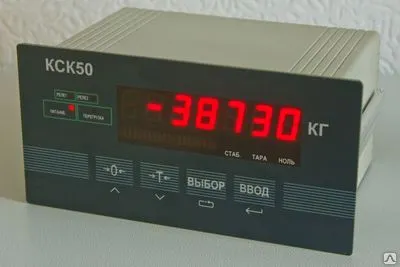 КСК50
РЕЛЕ1 РЕЛЕ2
ПИТАНИЕ ПЕРЕГРУЗКА
-38730 КГ
СТАБ. ТАРА НОЛЬ
→0← →T← ВЫБОР ВВОД